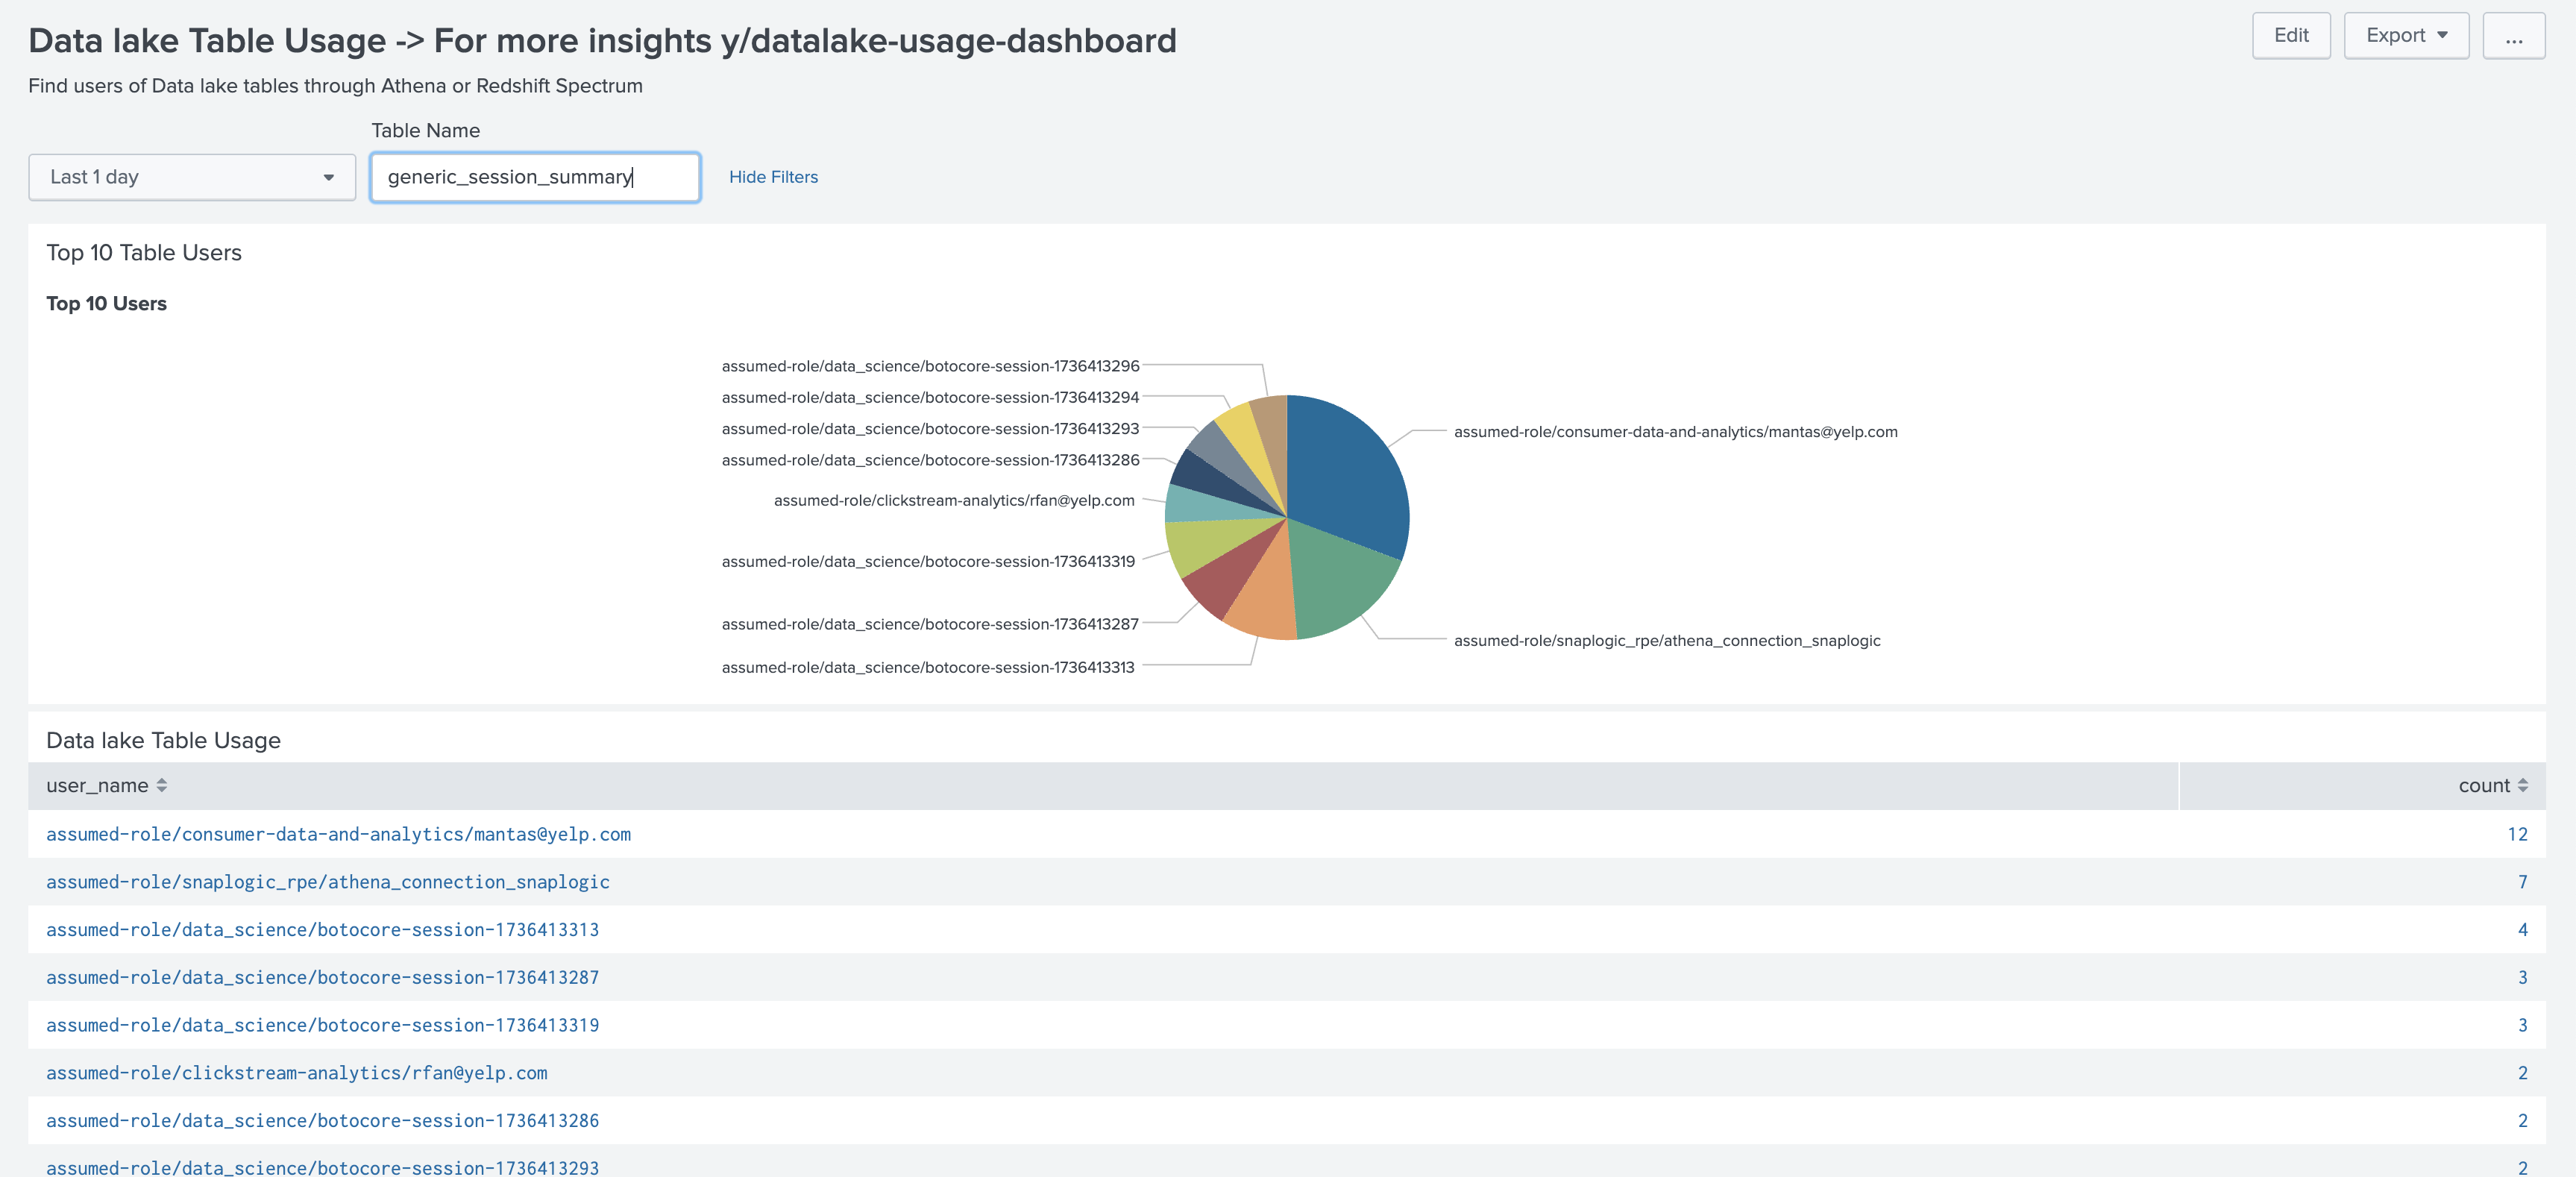 Data lake Table Usage -> For more insights y/datalake-usage-dashboard
Edit
Export
...
Find users of Data lake tables through Athena or Redshift Spectrum
Table Name
Last 1 day
generic_session_summary
Hide Filters
Top 10 Table Users
Top 10 Users
assumed-role/data_science/botocore-session-1736413296
assumed-role/data_science/botocore-session-1736413294
assumed-role/data_science/botocore-session-1736413293
assumed-role/data_science/botocore-session-1736413286
assumed-role/clickstream-analytics/rfan@yelp.com
assumed-role/data_science/botocore-session-1736413319
assumed-role/data_science/botocore-session-1736413287
assumed-role/data_science/botocore-session-1736413313
assumed-role/consumer-data-and-analytics/mantas@yelp.com
assumed-role/snaplogic_rpe/athena_connection_snaplogic
Data lake Table Usage
user_name count
assumed-role/consumer-data-and-analytics/mantas@yelp.com 12
assumed-role/snaplogic_rpe/athena_connection_snaplogic 7
assumed-role/data_science/botocore-session-1736413313 4
assumed-role/data_science/botocore-session-1736413287 3
assumed-role/data_science/botocore-session-1736413319 3
assumed-role/clickstream-analytics/rfan@yelp.com 2
assumed-role/data_science/botocore-session-1736413286 2
assumed-role/data_science/botocore-session-1736413293 2